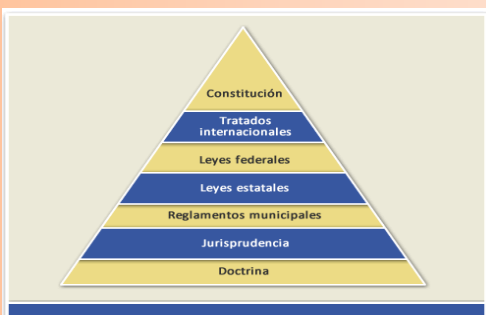 Constitución
Tratados
internacionales
Leyes federales
Leyes estatales
Reglamentos municipales
Jurisprudencia
Doctrina